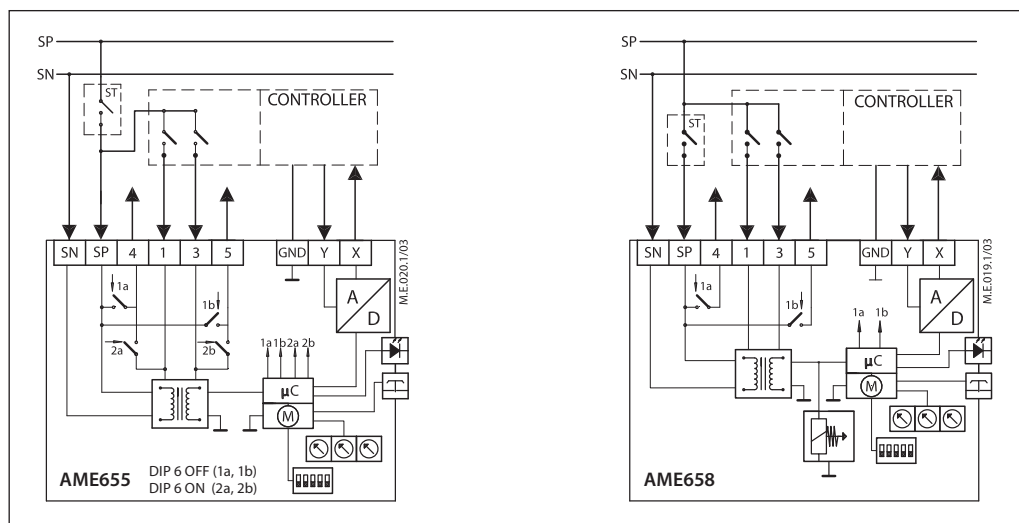 SP
SN
ST
CONTROLLER
SN SP 4 1 3 5 GND Y X
1a
1b
2a
2b
1a 1b 2a 2b
A
D
µC
M
M.E.020.1/03
AME655
DIP 6 OFF (1a, 1b)
DIP 6 ON (2a, 2b)
SP
SN
ST
CONTROLLER
SN SP 4 1 3 5 GND Y X
1a
1b
1a 1b
A
D
µC
M
M.E.019.1/03
AME658